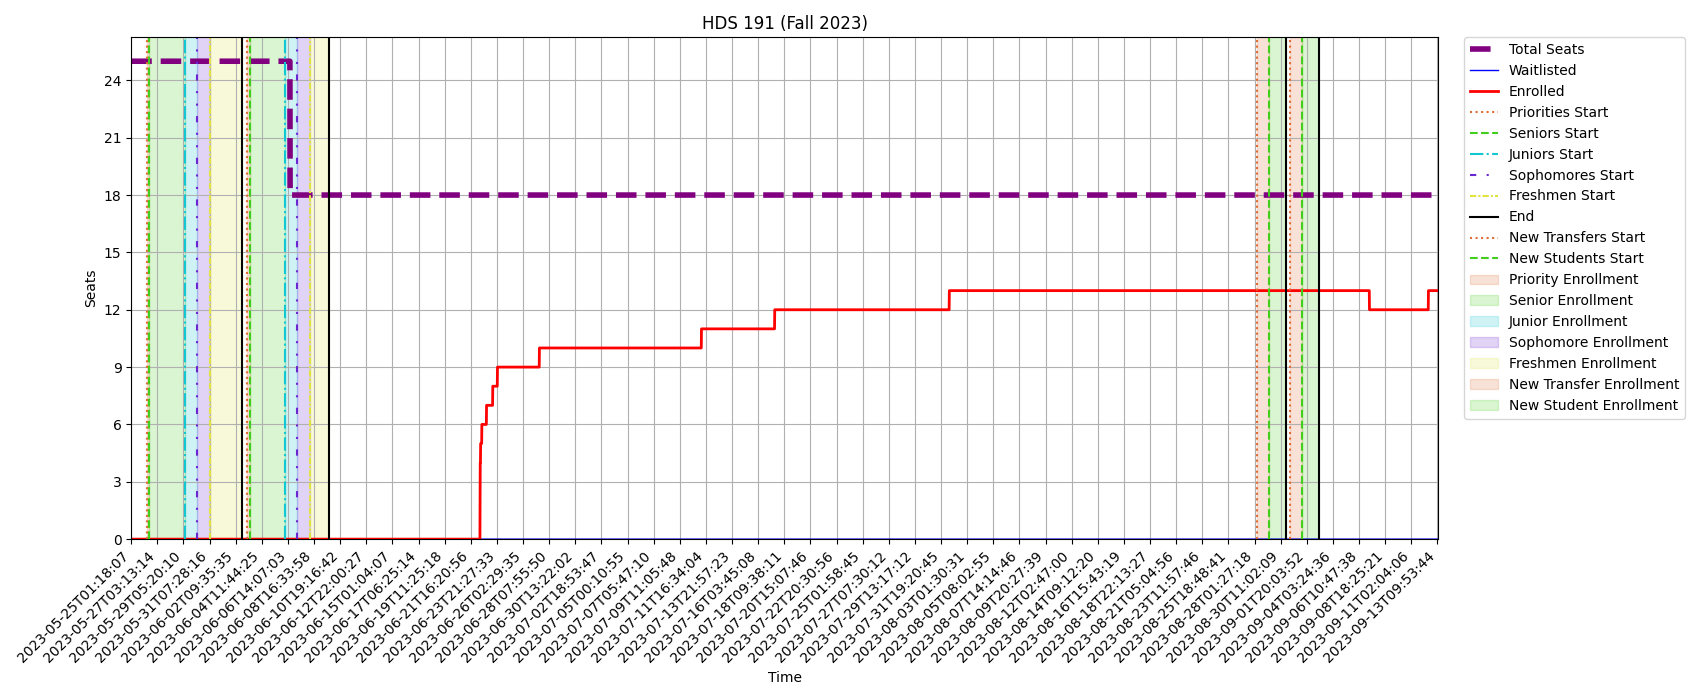 HDS 191 (Fall 2023)
Seats
24
21
18
15
12
9
6
3
0
2023-05-25T01:18:07
2023-05-27T03:13:14
2023-05-29T05:20:10
2023-05-31T07:28:16
2023-06-02T09:35:35
2023-06-04T11:44:25
2023-06-06T14:07:03
2023-06-08T16:33:58
2023-06-10T19:16:42
2023-06-12T22:00:27
2023-06-15T01:04:07
2023-06-17T06:25:14
2023-06-19T11:25:18
2023-06-21T16:20:56
2023-06-23T21:27:33
2023-06-26T02:29:35
2023-06-28T07:55:50
2023-06-30T13:22:02
2023-07-02T18:53:47
2023-07-05T00:10:55
2023-07-07T05:47:10
2023-07-09T11:05:48
2023-07-11T16:34:04
2023-07-13T21:57:23
2023-07-16T03:45:08
2023-07-18T09:38:11
2023-07-20T15:07:46
2023-07-22T20:30:56
2023-07-25T01:58:45
2023-07-27T07:30:12
2023-07-29T13:17:12
2023-07-31T19:20:45
2023-08-03T01:30:31
2023-08-05T08:02:55
2023-08-07T14:14:46
2023-08-09T20:27:39
2023-08-12T02:47:00
2023-08-14T09:12:20
2023-08-16T15:43:19
2023-08-18T22:13:27
2023-08-21T05:04:56
2023-08-23T11:57:46
2023-08-25T18:48:41
2023-08-28T01:27:18
2023-08-30T11:02:09
2023-09-01T20:03:52
2023-09-04T03:24:36
2023-09-06T10:47:38
2023-09-08T18:25:21
2023-09-11T02:04:06
2023-09-13T09:53:44
Time
Total Seats
Waitlisted
Enrolled
Priorities Start
Seniors Start
Juniors Start
Sophomores Start
Freshmen Start
End
New Transfers Start
New Students Start
Priority Enrollment
Senior Enrollment
Junior Enrollment
Sophomore Enrollment
Freshmen Enrollment
New Transfer Enrollment
New Student Enrollment